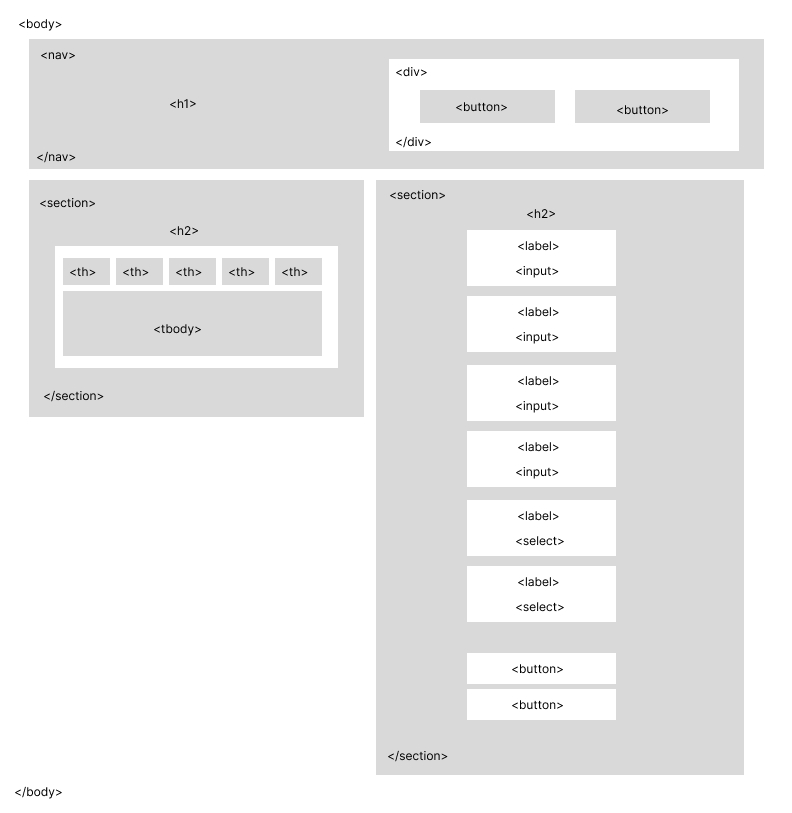 <body>
<nav>
<h1>
<div>
<button> <button>
</div>
</nav>
<section>
<h2>
<th> <th> <th> <th> <th>
<tbody>
</section>
<section>
<h2>
<label>
<input>
<label>
<input>
<label>
<input>
<label>
<input>
<label>
<select>
<label>
<select>
<button>
<button>
</section>
</body>